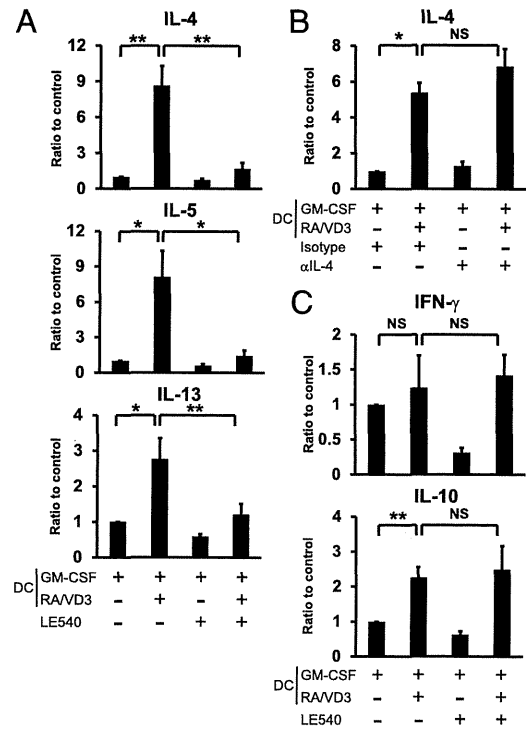 A
IL-4
** **
Ratio to control
12
9
6
3
0
IL-5
* *
Ratio to control
12
9
6
3
0
IL-13
* **
Ratio to control
4
3
2
1
0
DC GM-CSF + + + +
RA/VD3 − + − +
LE540 − − + +
B
IL-4
* NS
Ratio to control
8
6
4
2
0
DC GM-CSF + + + +
RA/VD3 − + − +
Isotype + + − −
αIL-4 − − + +
C
IFN-γ
NS NS
Ratio to control
2
1.5
1
0.5
0
IL-10
** NS
Ratio to control
4
3
2
1
0
DC GM-CSF + + + +
RA/VD3 − + − +
LE540 − − + +